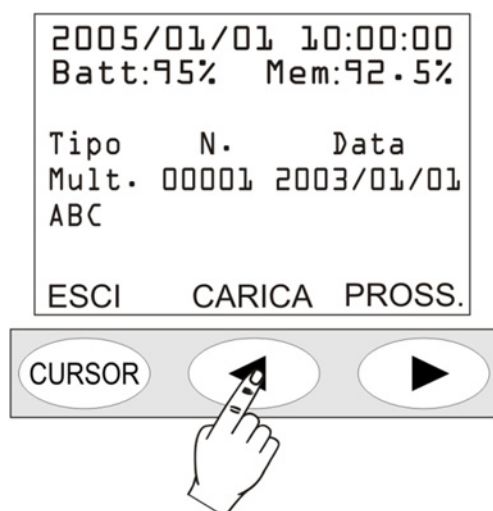 2005/01/01 10:00:00
Batt:95% Mem:92.5%
Tipo N. Data
Mult. 00001 2003/01/01
ABC
ESCI CARICA PROSS.
CURSOR